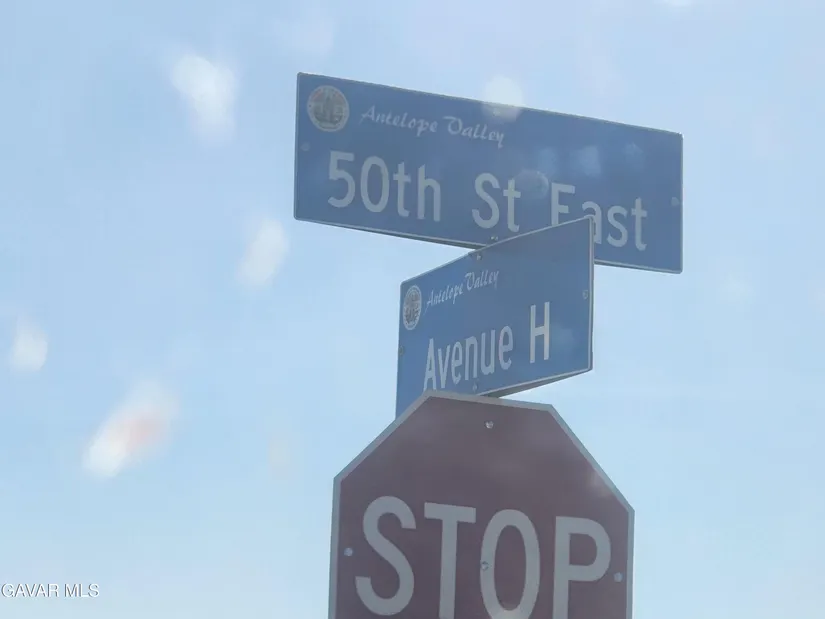 Antelope Valley
50th St East
Antelope Valley
Avenue H
STOP
GAVAR MLS